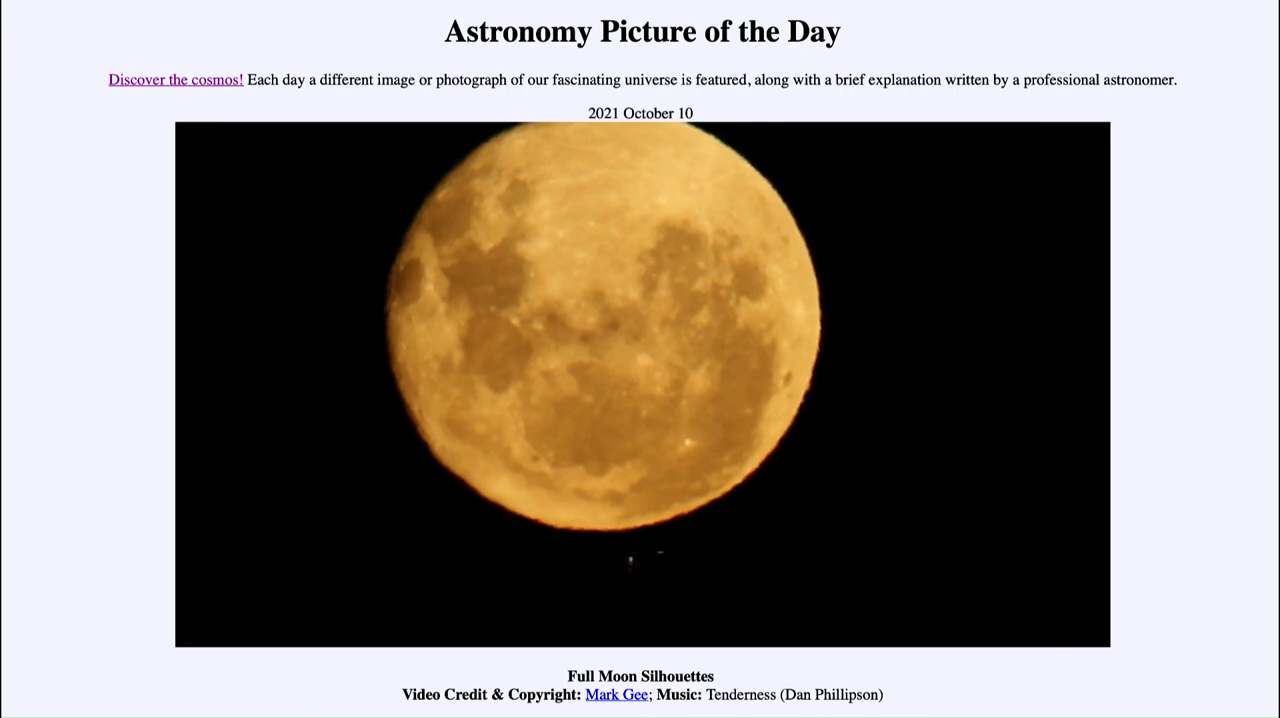 Astronomy Picture of the Day
Discover the cosmos! Each day a different image or photograph of our fascinating universe is featured, along with a brief explanation written by a professional astronomer.
2021 October 10
Full Moon Silhouettes
Video Credit & Copyright: Mark Gee; Music: Tenderness (Dan Phillipson)